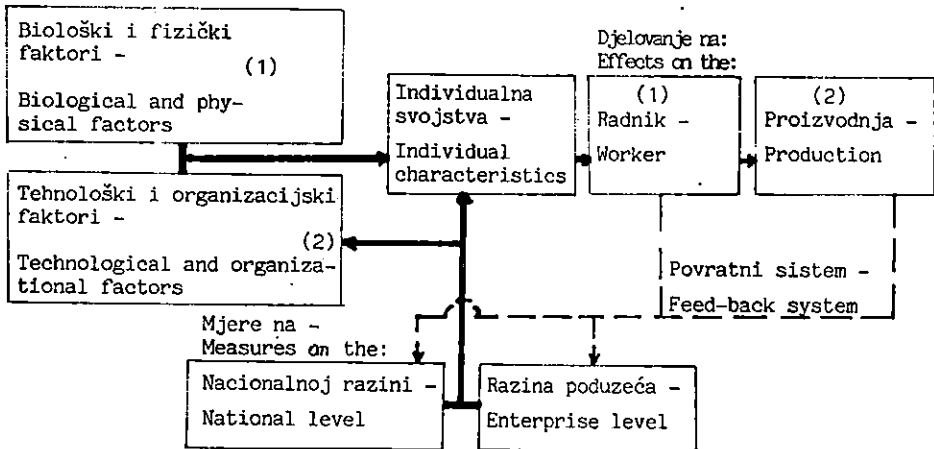 Biološki i fizički
faktori –
(1)
Biological and phy-
sical factors
Tehnološki i organizacijski
faktori –
(2)
Technological and organiza-
tional factors
Individualna
svojstva –
Individual
characteristics
Djelovanje na:
Effects on the:
(1)
Radnik –
Worker
(2)
Proizvodnja –
Production
Povratni sistem –
Feed-back system
Mjere na –
Measures on the:
Nacionalnoj razini –
National level
Razina poduzeća –
Enterprise level